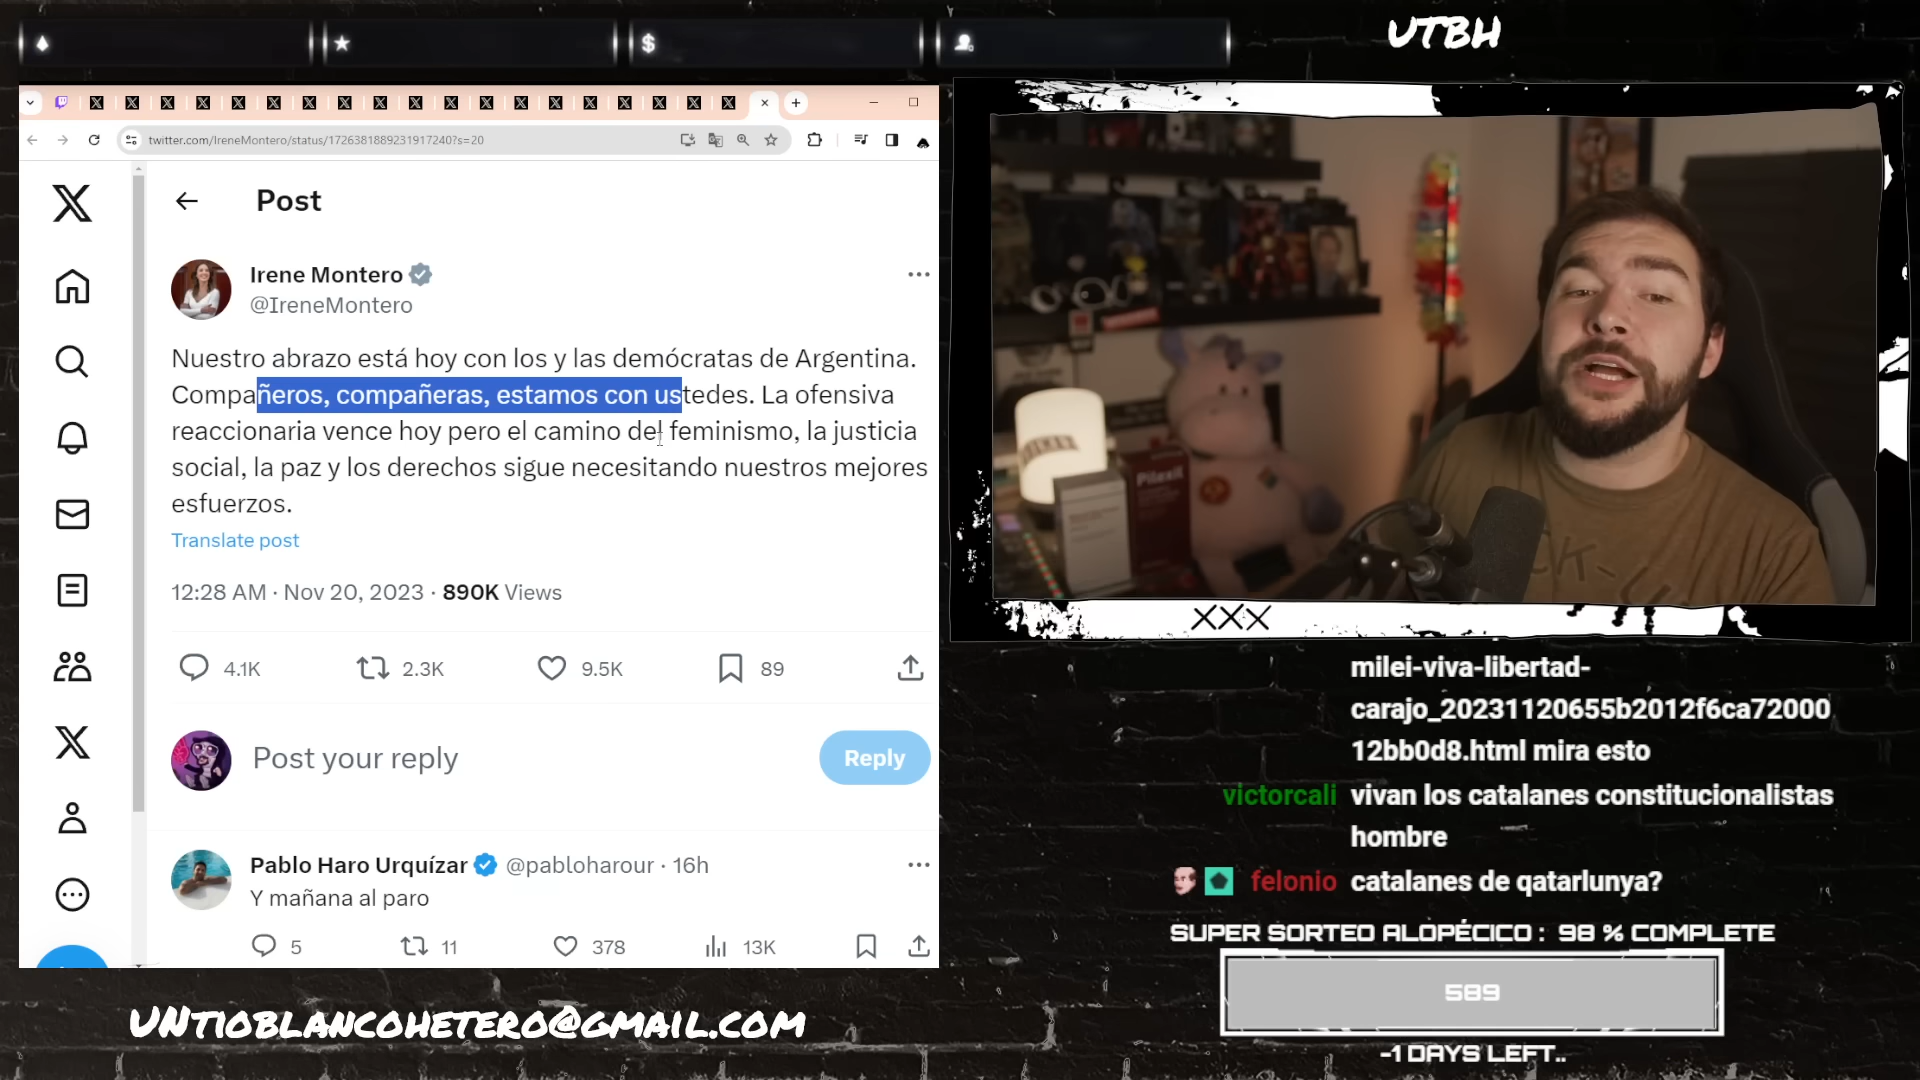 UTBH
twitter.com/IreneMontero/status/1726381889231917240?s=20
Post
Irene Montero
@IreneMontero
Nuestro abrazo está hoy con los y las demócratas de Argentina.
Compañeros, compañeras, estamos con ustedes. La ofensiva
reaccionaria vence hoy pero el camino del feminismo, la justicia
social, la paz y los derechos sigue necesitando nuestros mejores
esfuerzos.
Translate post
12:28 AM · Nov 20, 2023 · 890K Views
4.1K 2.3K 9.5K 89
Post your reply
Reply
Pablo Haro Urquízar @pabloharour · 16h
Y mañana al paro
5 11 378 13K
UNtioblancohetero@gmail.com
XXX
milei-viva-libertad-
carajo_20231120655b2012f6ca72000
12bb0d8.html mira esto
victorcali vivan los catalanes constitucionalistas
hombre
felonio catalanes de qatarlunya?
SUPER SORTEO ALOPÉCICO : 98 % COMPLETE
589
-1 DAYS LEFT..